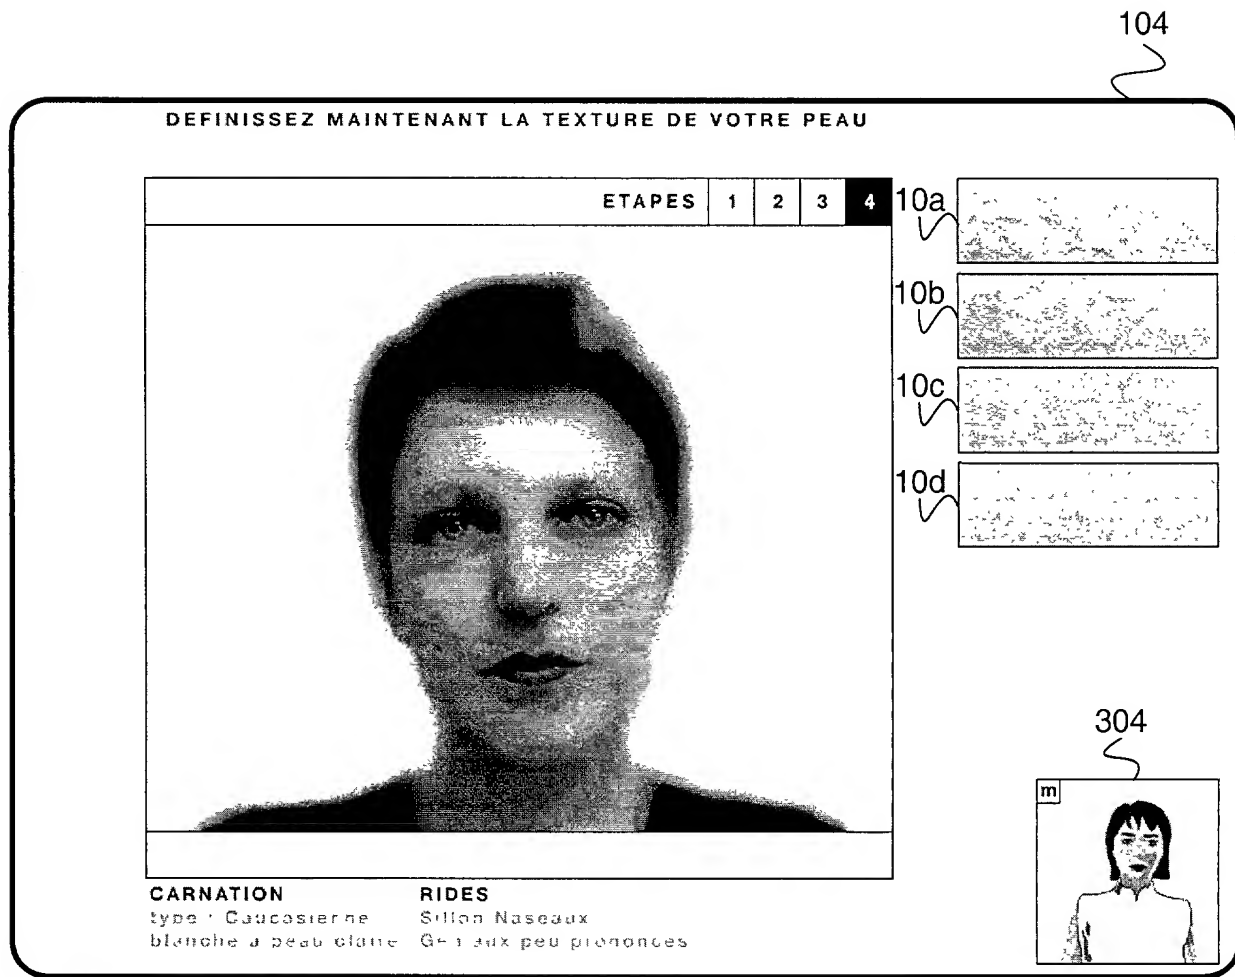 104
DEFINISSEZ MAINTENANT LA TEXTURE DE VOTRE PEAU
ETAPES 1 2 3 4
10a
10b
10c
10d
304
m
CARNATION
type : Caucasienne
blanche a peau claire
RIDES
Sillon Naseaux
peu prononces